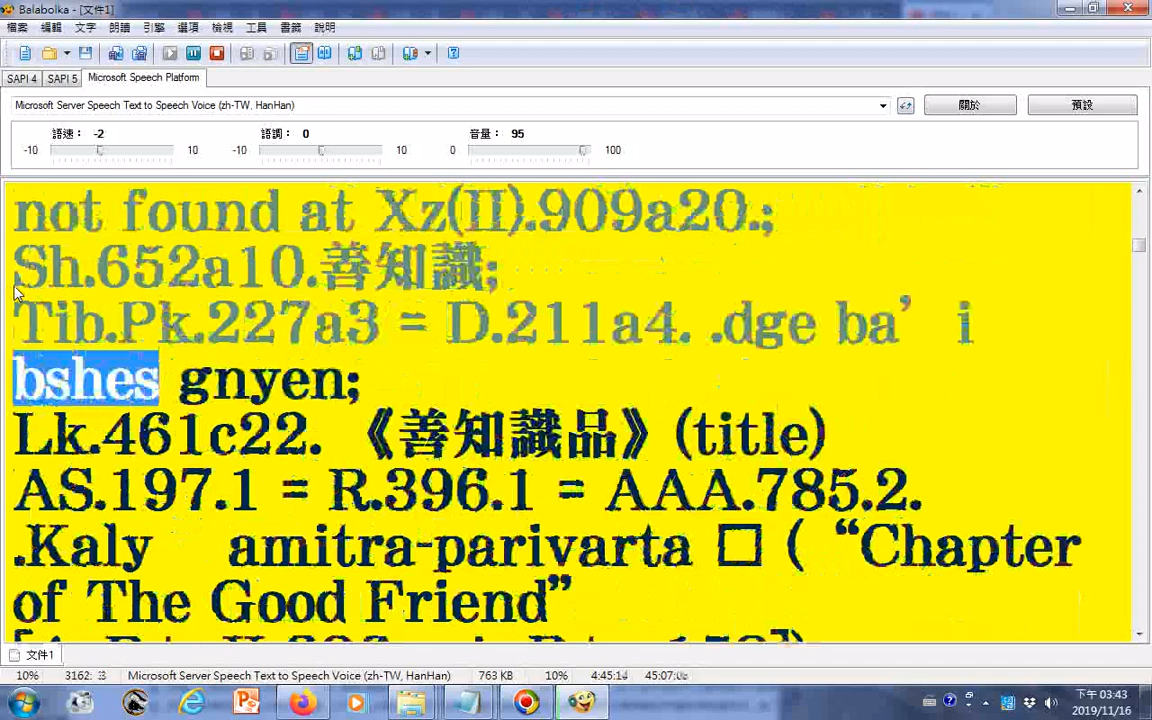 Balabolka - [文件1]
檔案 編輯 文字 朗讀 引擎 選項 檢視 工具 書籤 說明
SAPI 4 SAPI 5 Microsoft Speech Platform
Microsoft Server Speech Text to Speech Voice (zh-TW, HanHan) 關於 預設
語速: -2 語調: 0 音量: 95
-10 10 -10 10 0 100
not found at Xz(II).909a20.;
Sh.652a10.善知識;
Tib.Pk.227a3 = D.211a4. .dge ba’ i
bshes gnyen;
Lk.461c22. 《善知識品》(title)
AS.197.1 = R.396.1 = AAA.785.2.
.Kaly amitra-parivarta □ ( “Chapter
of The Good Friend”
文件1
10% 3162: Microsoft Server Speech Text to Speech Voice (zh-TW, HanHan) 763 KB 10% 4:45:14
下午 03:43
2019/11/16